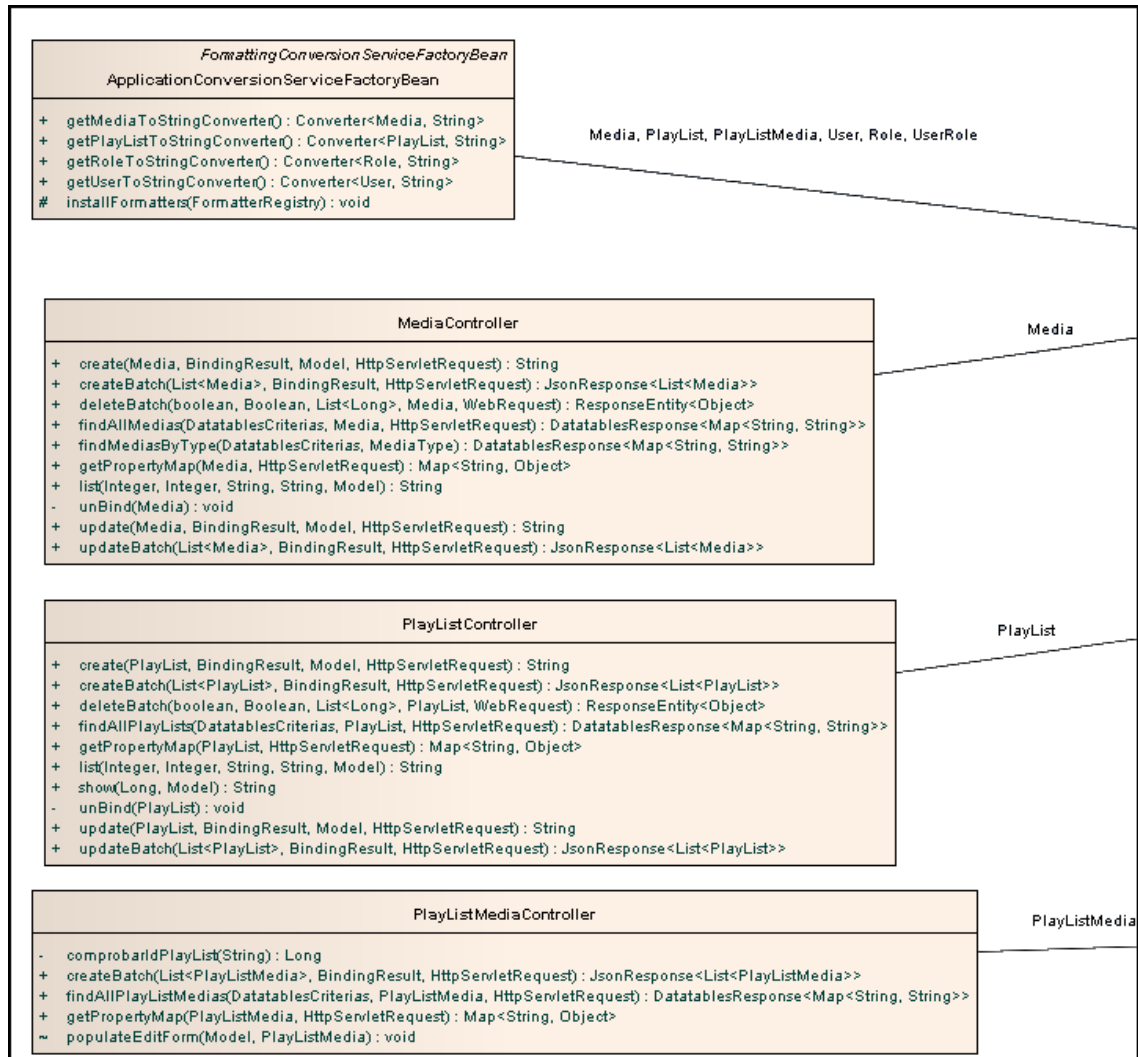 FormattingConversionServiceFactoryBean
ApplicationConversionServiceFactoryBean
+ getMediaToStringConverter() : Converter<Media, String>
+ getPlayListToStringConverter() : Converter<PlayList, String>
+ getRoleToStringConverter() : Converter<Role, String>
+ getUserToStringConverter() : Converter<User, String>
# installFormatters(FormatterRegistry) : void
Media, PlayList, PlayListMedia, User, Role, UserRole
MediaController
+ create(Media, BindingResult, Model, HttpServletRequest) : String
+ createBatch(List<Media>, BindingResult, HttpServletRequest) : JsonResponse<List<Media>>
+ deleteBatch(boolean, Boolean, List<Long>, Media, WebRequest) : ResponseEntity<Object>
+ findAllMedias(DatatablesCriterias, Media, HttpServletRequest) : DatatablesResponse<Map<String, String>>
+ findMediasByType(DatatablesCriterias, MediaType) : DatatablesResponse<Map<String, String>>
+ getPropertyMap(Media, HttpServletRequest) : Map<String, Object>
+ list(Integer, Integer, String, String, Model) : String
- unBind(Media) : void
+ update(Media, BindingResult, Model, HttpServletRequest) : String
+ updateBatch(List<Media>, BindingResult, HttpServletRequest) : JsonResponse<List<Media>>
Media
PlayListController
+ create(PlayList, BindingResult, Model, HttpServletRequest) : String
+ createBatch(List<PlayList>, BindingResult, HttpServletRequest) : JsonResponse<List<PlayList>>
+ deleteBatch(boolean, Boolean, List<Long>, PlayList, WebRequest) : ResponseEntity<Object>
+ findAllPlayLists(DatatablesCriterias, PlayList, HttpServletRequest) : DatatablesResponse<Map<String, String>>
+ getPropertyMap(PlayList, HttpServletRequest) : Map<String, Object>
+ list(Integer, Integer, String, String, Model) : String
+ show(Long, Model) : String
- unBind(PlayList) : void
+ update(PlayList, BindingResult, Model, HttpServletRequest) : String
+ updateBatch(List<PlayList>, BindingResult, HttpServletRequest) : JsonResponse<List<PlayList>>
PlayList
PlayListMediaController
- comprobarIdPlayList(String) : Long
+ createBatch(List<PlayListMedia>, BindingResult, HttpServletRequest) : JsonResponse<List<PlayListMedia>>
+ findAllPlayListMedias(DatatablesCriterias, PlayListMedia, HttpServletRequest) : DatatablesResponse<Map<String, String>>
+ getPropertyMap(PlayListMedia, HttpServletRequest) : Map<String, Object>
~ populateEditForm(Model, PlayListMedia) : void
PlayListMedia